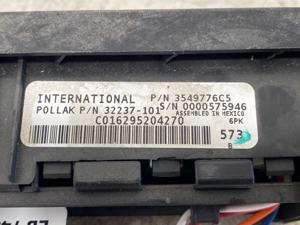 INTERNATIONAL P/N 3549776C5
POLLAK P/N 32237-101 S/N 0000575946
ASSEMBLED IN MEXICO
C016295204270 6PK
573
B